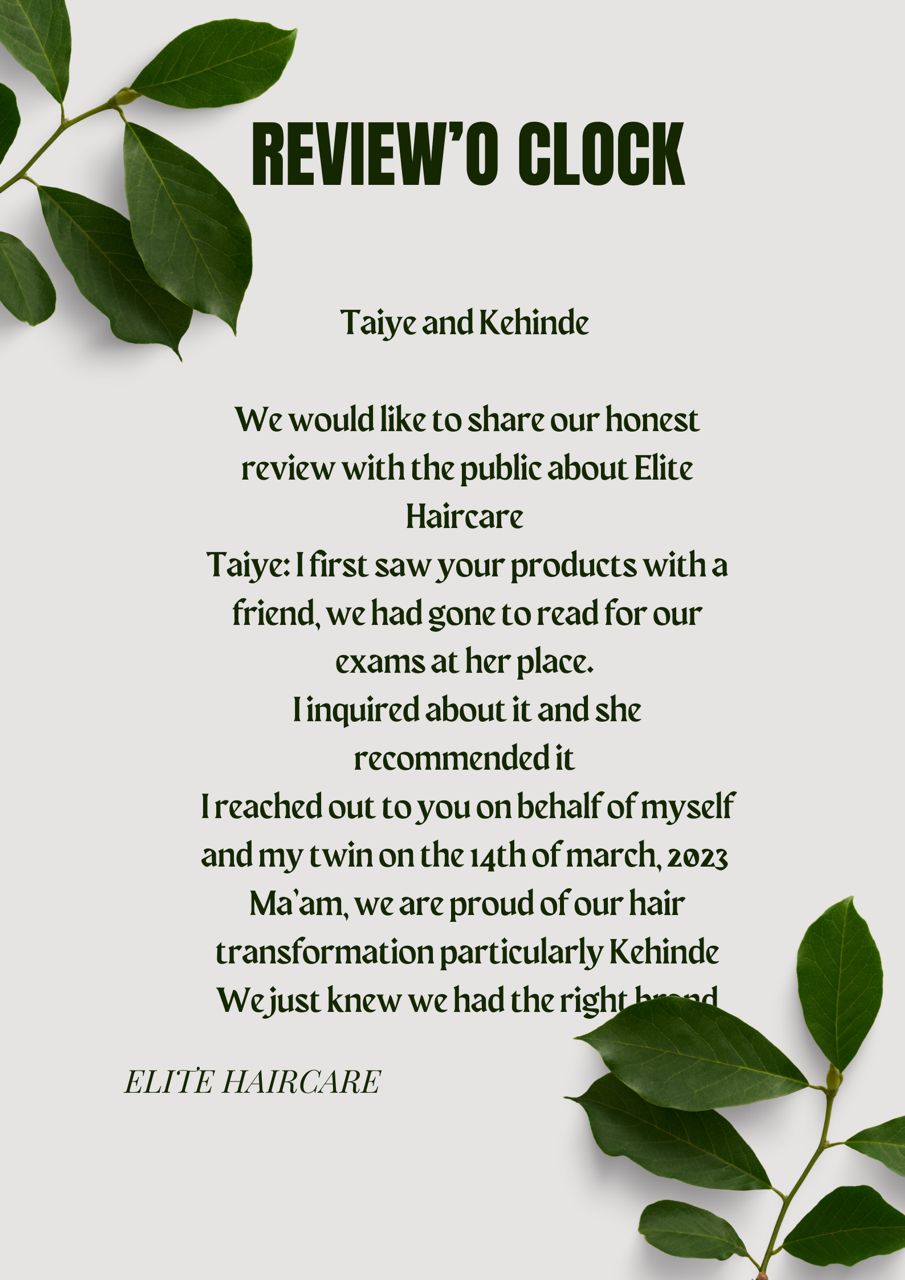 REVIEW’O CLOCK
Taiye and Kehinde
We would like to share our honest
review with the public about Elite
Haircare
Taiye: I first saw your products with a
friend, we had gone to read for our
exams at her place.
I inquired about it and she
recommended it
I reached out to you on behalf of myself
and my twin on the 14th of march, 2023
Ma’am, we are proud of our hair
transformation particularly Kehinde
We just knew we had the right brand
ELITE HAIRCARE